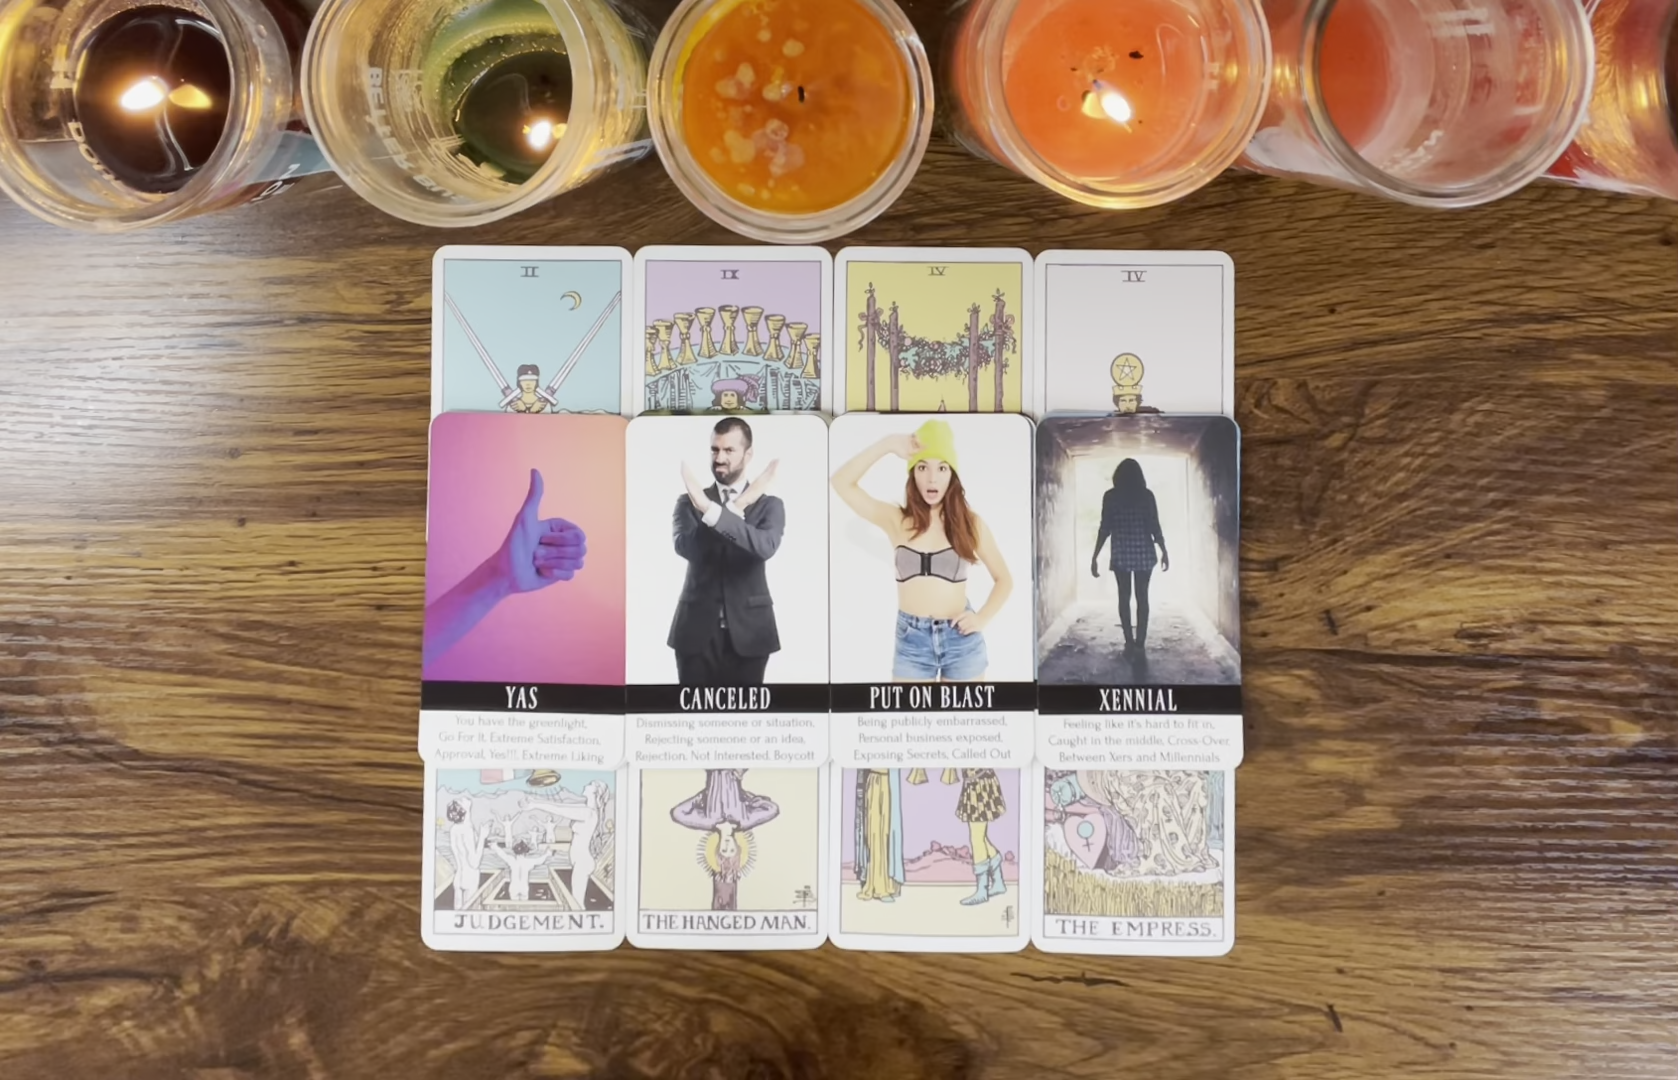 II
IX
IV
IV
YAS
You have the greenlight,
Go For It, Extreme Satisfaction,
Approval, Yes!!!, Extreme Liking
CANCELED
Dismissing someone or situation,
Rejecting someone or an idea,
Rejection, Not Interested, Boycott
PUT ON BLAST
Being publicly embarrassed,
Personal business exposed,
Exposing Secrets, Called Out
XENNIAL
Feeling like it's hard to fit in,
Caught in the middle, Cross-Over
Between Xers and Millennials
JUDGEMENT.
THE HANGED MAN.
THE EMPRESS.